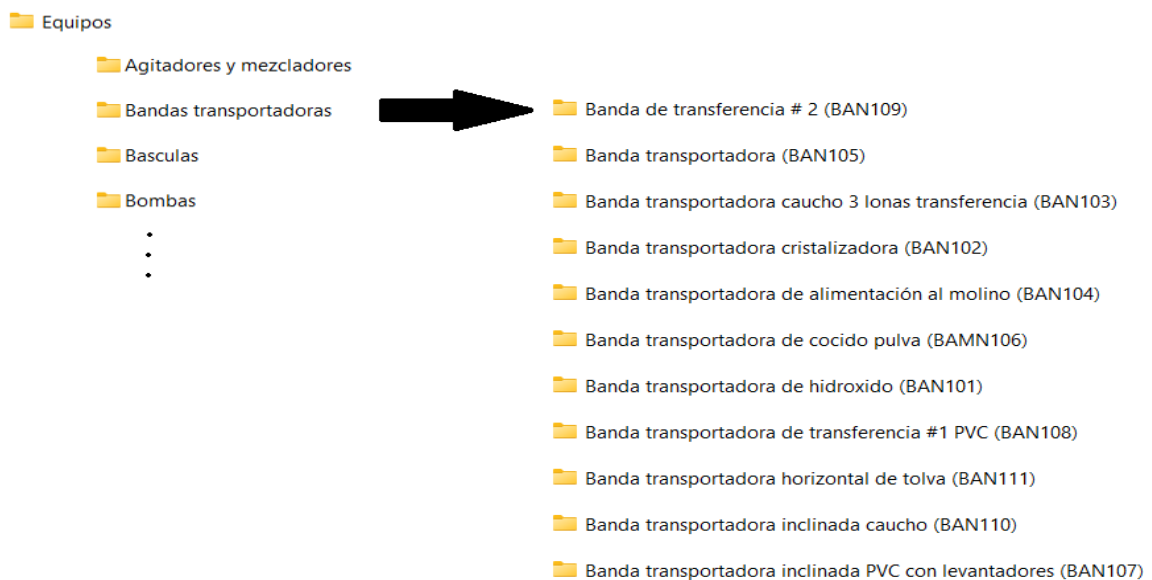 Equipos
Agitadores y mezcladores
Bandas transportadoras
Basculas
Bombas
Banda de transferencia # 2 (BAN109)
Banda transportadora (BAN105)
Banda transportadora caucho 3 lonas transferencia (BAN103)
Banda transportadora cristalizadora (BAN102)
Banda transportadora de alimentación al molino (BAN104)
Banda transportadora de cocido pulva (BAMN106)
Banda transportadora de hidroxido (BAN101)
Banda transportadora de transferencia #1 PVC (BAN108)
Banda transportadora horizontal de tolva (BAN111)
Banda transportadora inclinada caucho (BAN110)
Banda transportadora inclinada PVC con levantadores (BAN107)